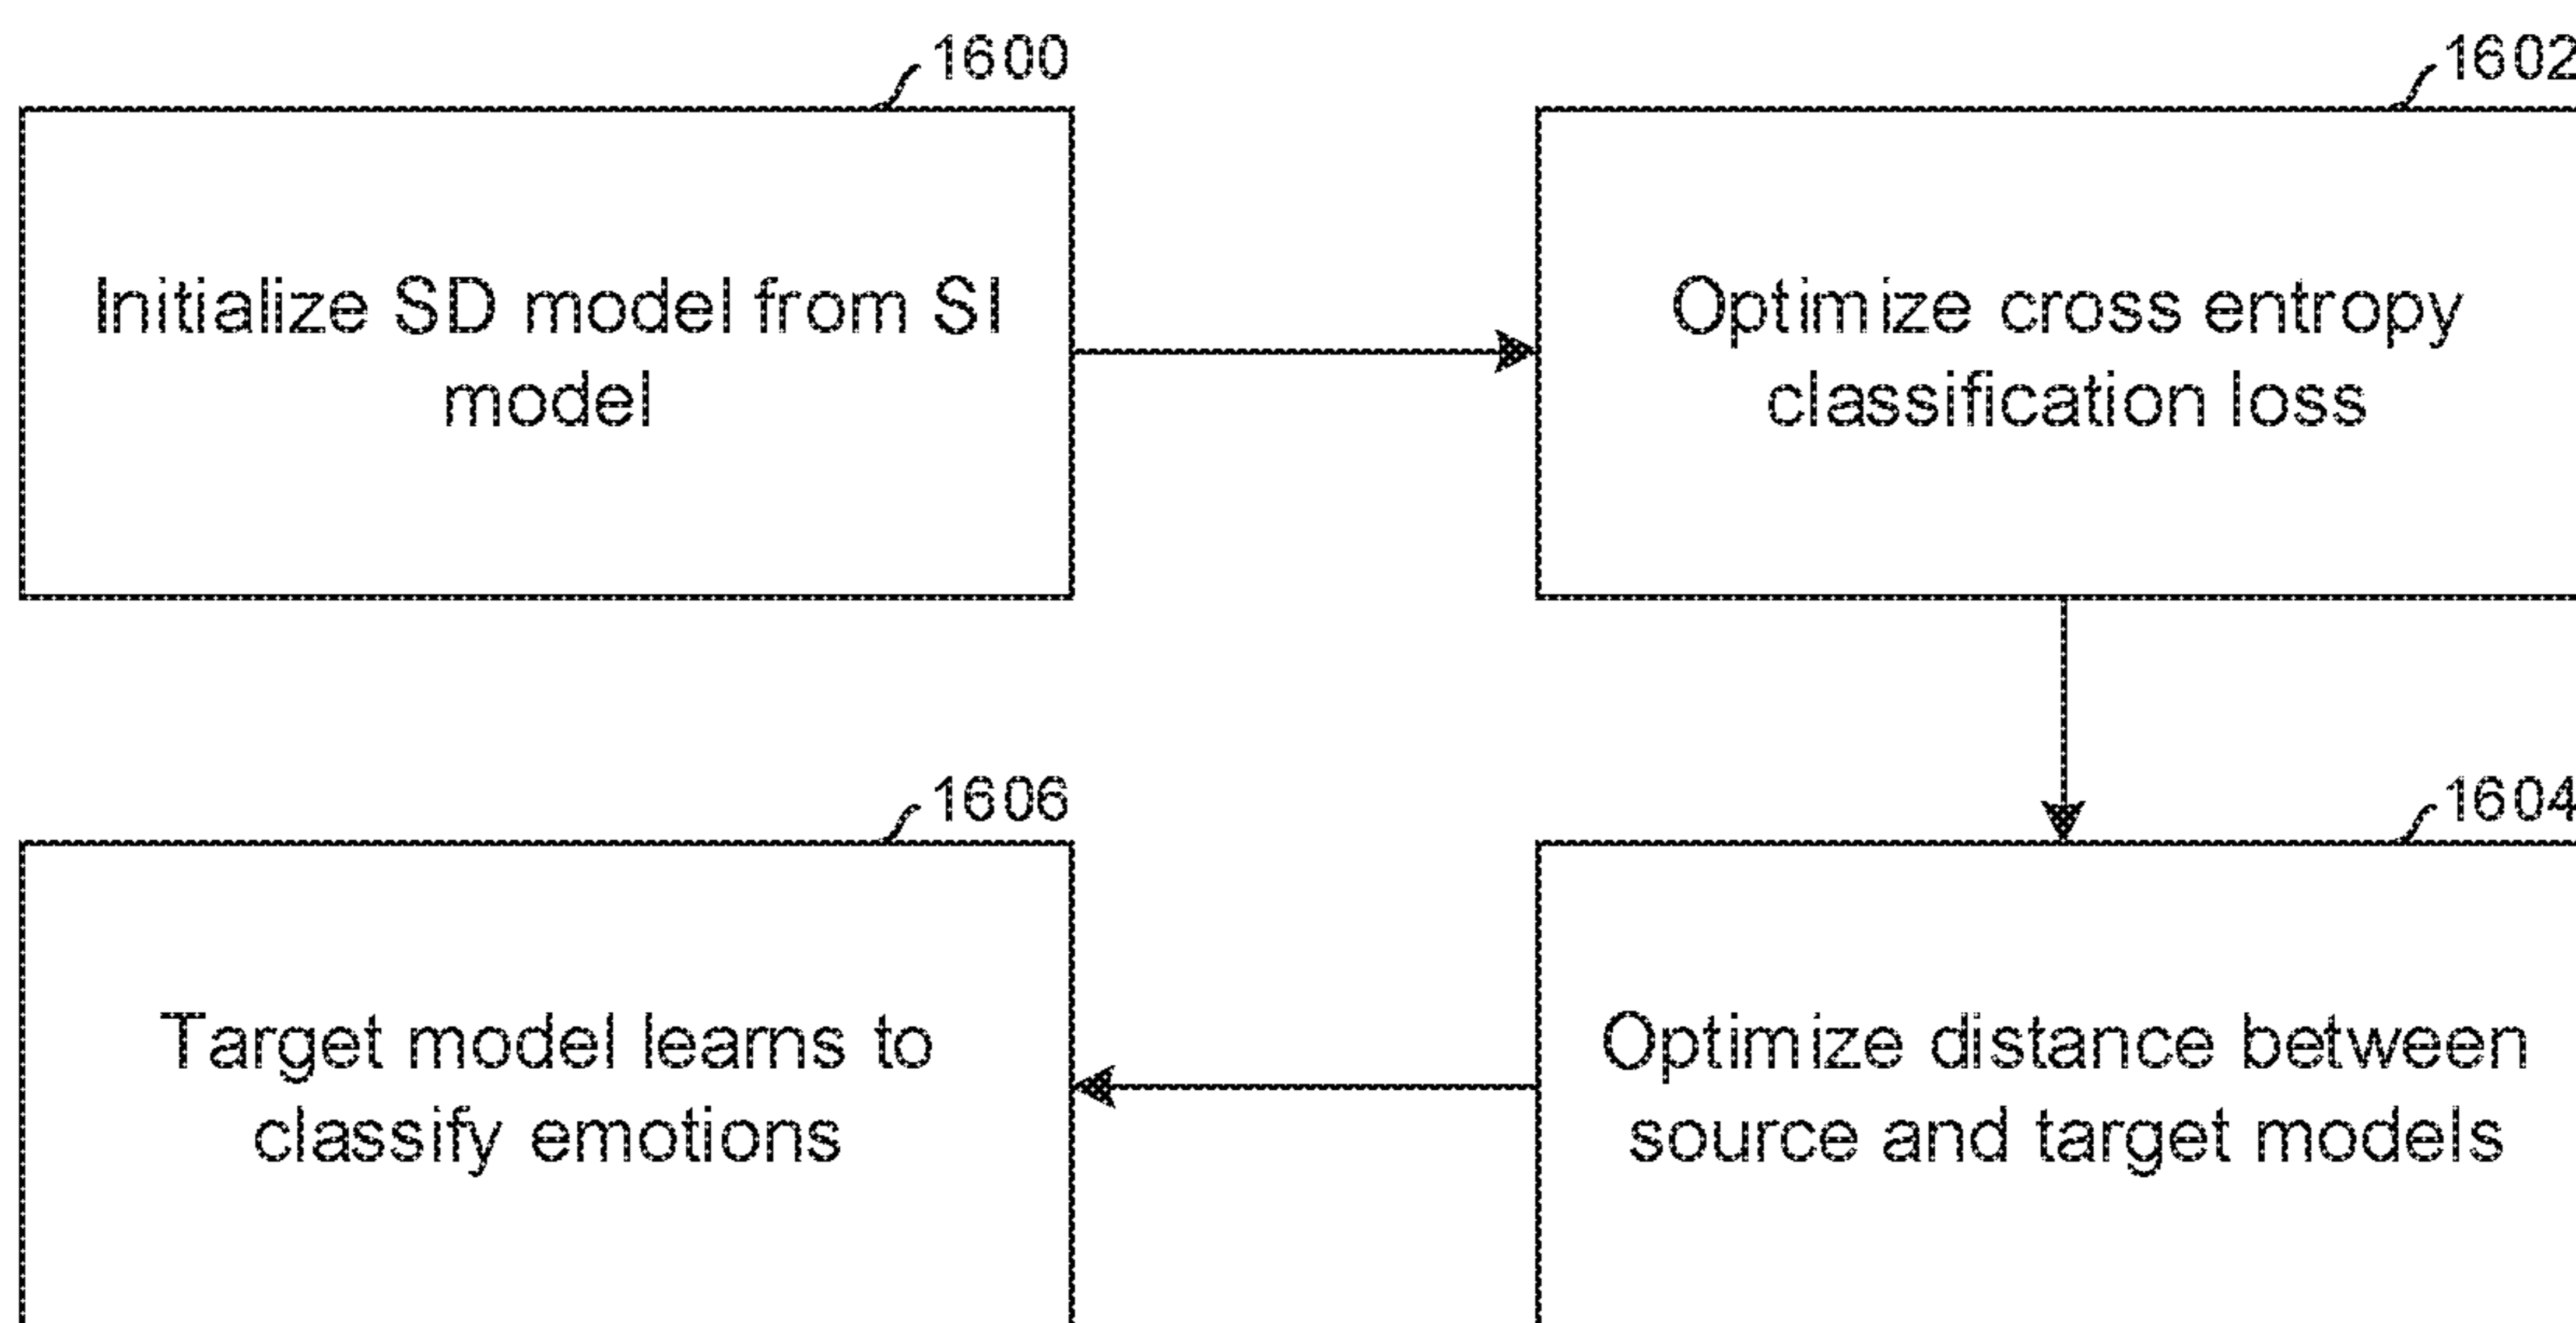 1600
Initialize SD model from SI
model
1602
Optimize cross entropy
classification loss
1604
Optimize distance between
source and target models
1606
Target model learns to
classify emotions